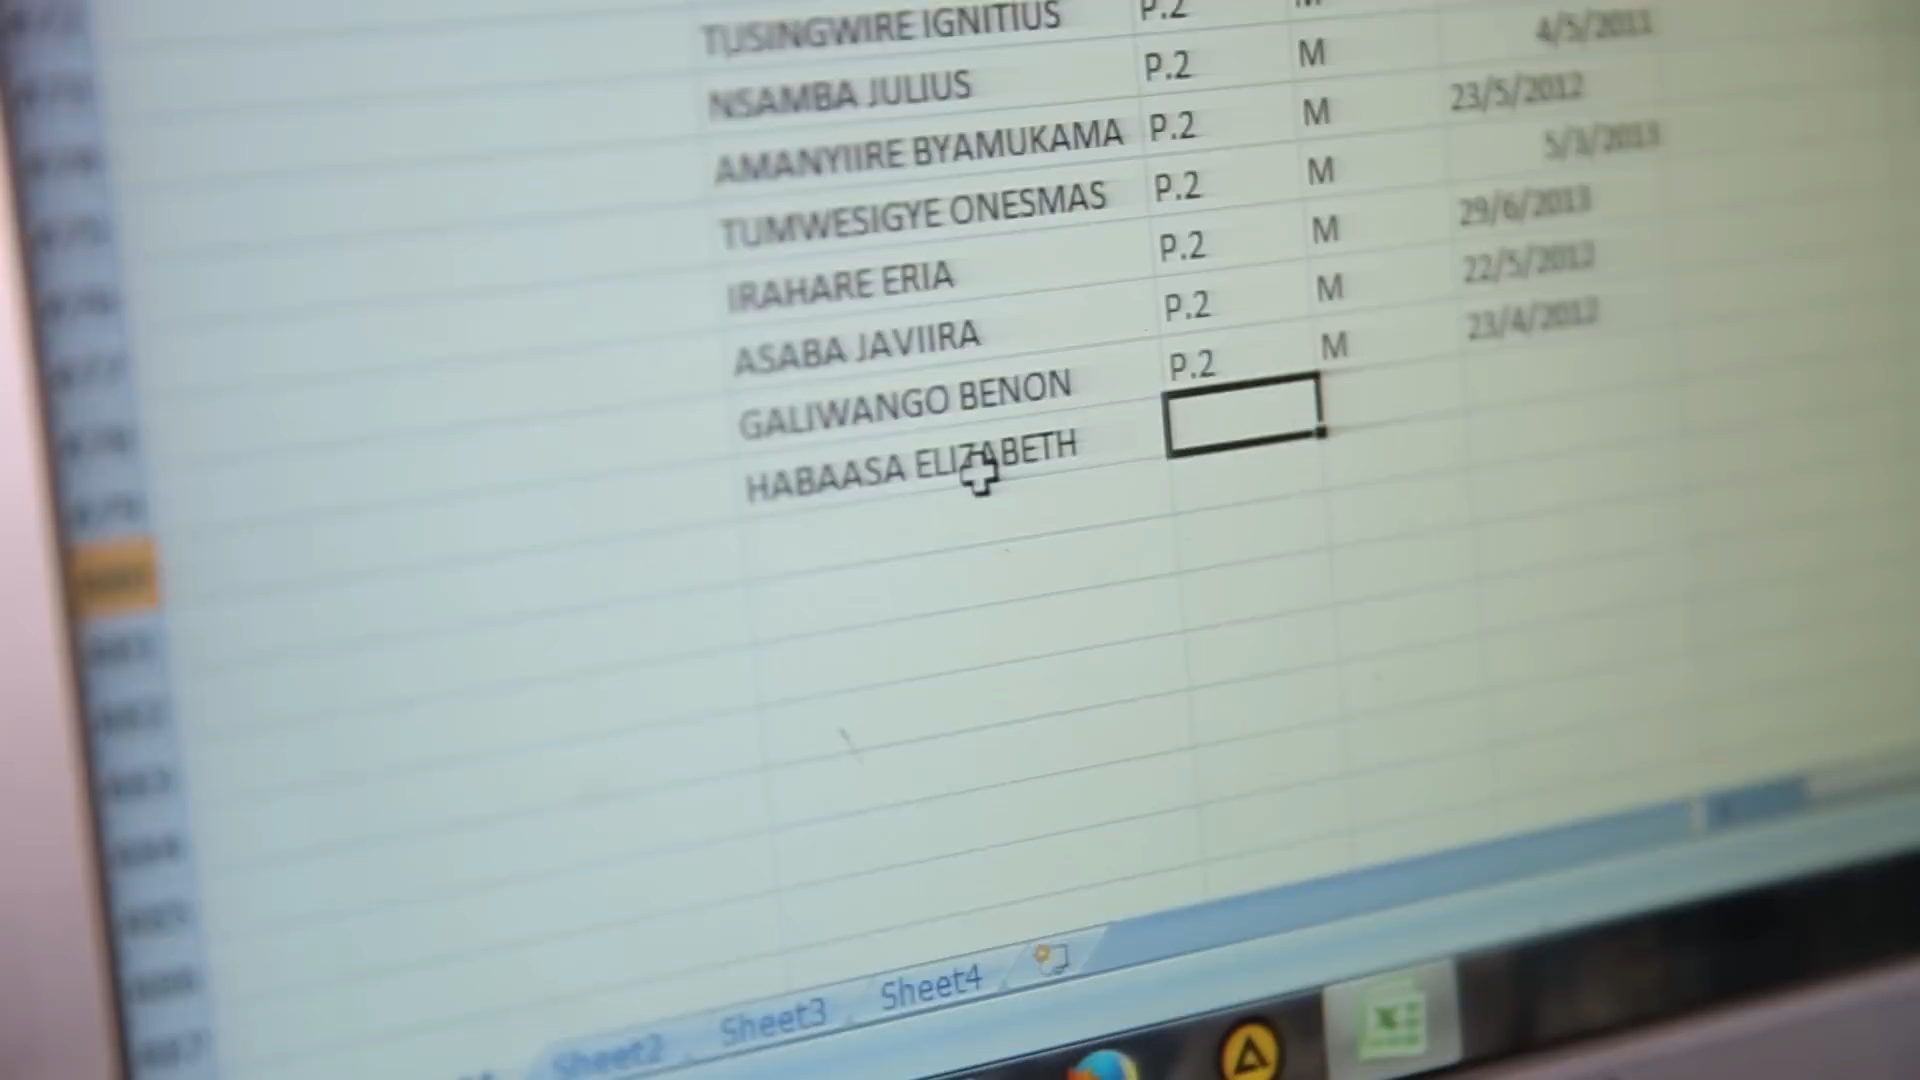 TUSINGWIRE IGNITIUS P.2 M
NSAMBA JULIUS P.2 M 4/5/2011
AMANYIIRE BYAMUKAMA P.2 M 23/5/2012
TUMWESIGYE ONESMAS P.2 M 5/3/2013
IRAHARE ERIA P.2 M 29/6/2013
ASABA JAVIIRA P.2 M 22/5/2012
GALIWANGO BENON P.2 M 23/4/2012
HABAASA ELIZABETH
Sheet2 Sheet3 Sheet4